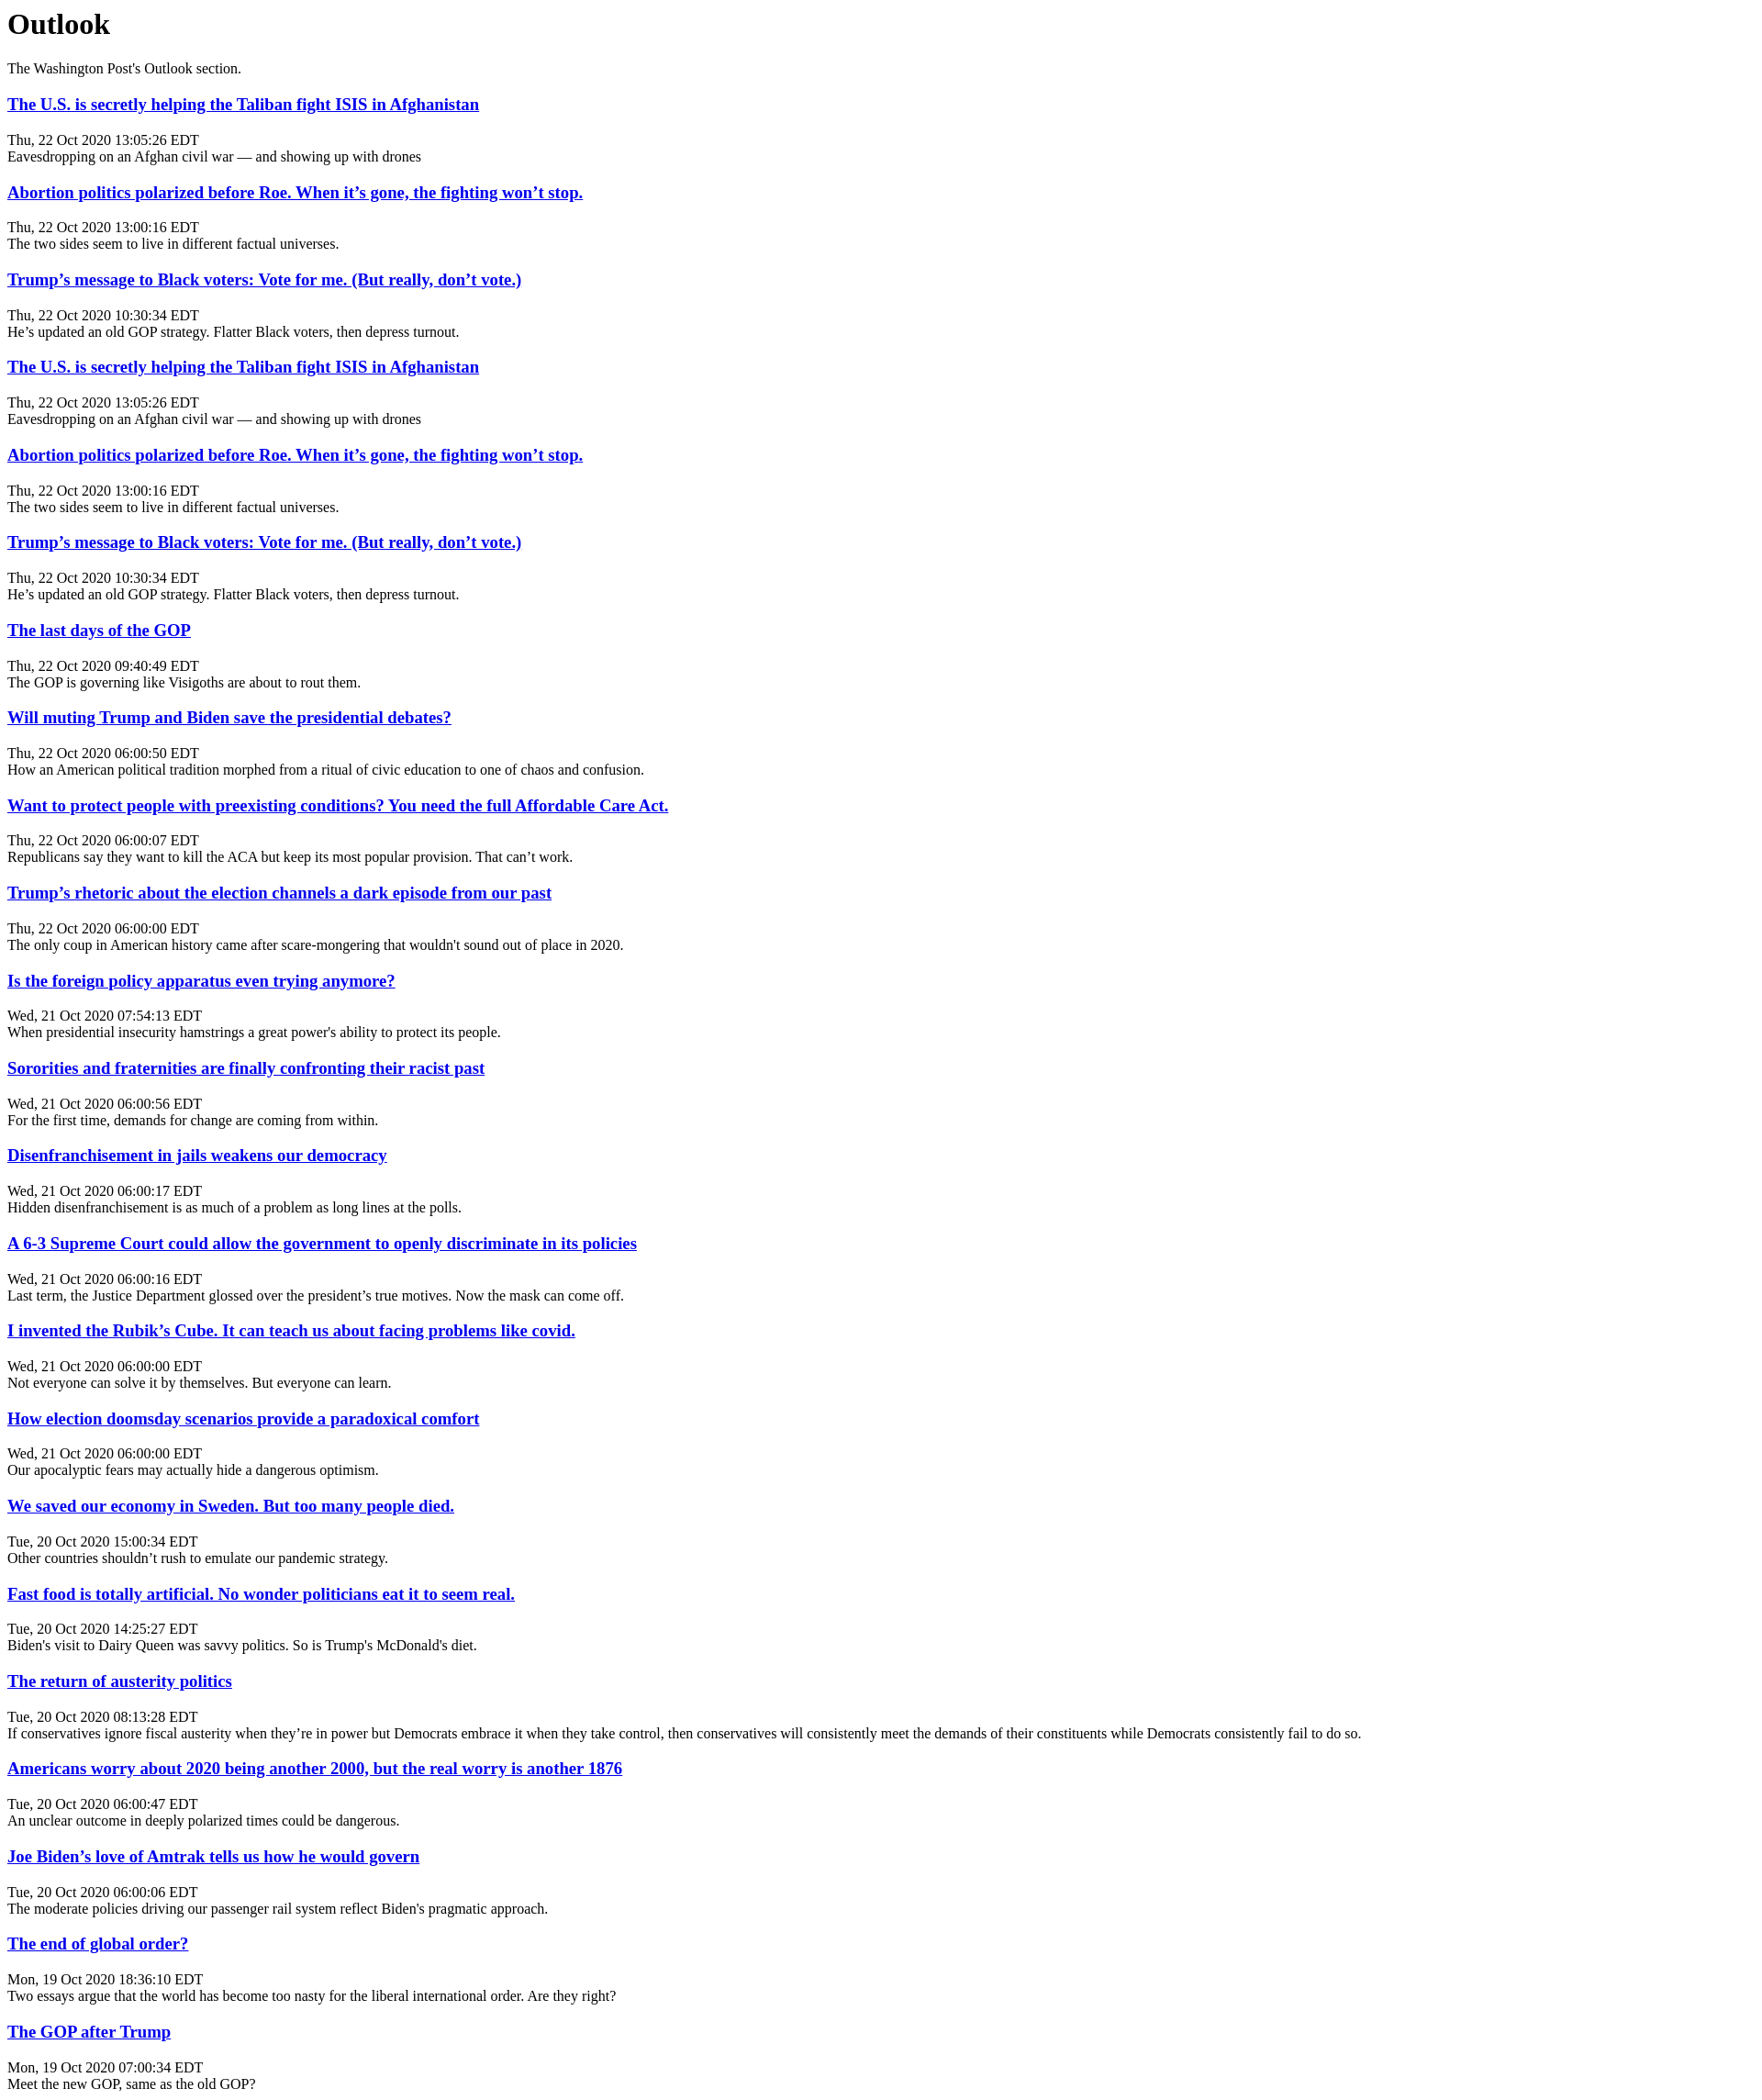 Outlook
The Washington Post's Outlook section.
The U.S. is secretly helping the Taliban fight ISIS in Afghanistan
Thu, 22 Oct 2020 13:05:26 EDT
Eavesdropping on an Afghan civil war — and showing up with drones
Abortion politics polarized before Roe. When it’s gone, the fighting won’t stop.
Thu, 22 Oct 2020 13:00:16 EDT
The two sides seem to live in different factual universes.
Trump’s message to Black voters: Vote for me. (But really, don’t vote.)
Thu, 22 Oct 2020 10:30:34 EDT
He’s updated an old GOP strategy. Flatter Black voters, then depress turnout.
The U.S. is secretly helping the Taliban fight ISIS in Afghanistan
Thu, 22 Oct 2020 13:05:26 EDT
Eavesdropping on an Afghan civil war — and showing up with drones
Abortion politics polarized before Roe. When it’s gone, the fighting won’t stop.
Thu, 22 Oct 2020 13:00:16 EDT
The two sides seem to live in different factual universes.
Trump’s message to Black voters: Vote for me. (But really, don’t vote.)
Thu, 22 Oct 2020 10:30:34 EDT
He’s updated an old GOP strategy. Flatter Black voters, then depress turnout.
The last days of the GOP
Thu, 22 Oct 2020 09:40:49 EDT
The GOP is governing like Visigoths are about to rout them.
Will muting Trump and Biden save the presidential debates?
Thu, 22 Oct 2020 06:00:50 EDT
How an American political tradition morphed from a ritual of civic education to one of chaos and confusion.
Want to protect people with preexisting conditions? You need the full Affordable Care Act.
Thu, 22 Oct 2020 06:00:07 EDT
Republicans say they want to kill the ACA but keep its most popular provision. That can’t work.
Trump’s rhetoric about the election channels a dark episode from our past
Thu, 22 Oct 2020 06:00:00 EDT
The only coup in American history came after scare-mongering that wouldn't sound out of place in 2020.
Is the foreign policy apparatus even trying anymore?
Wed, 21 Oct 2020 07:54:13 EDT
When presidential insecurity hamstrings a great power's ability to protect its people.
Sororities and fraternities are finally confronting their racist past
Wed, 21 Oct 2020 06:00:56 EDT
For the first time, demands for change are coming from within.
Disenfranchisement in jails weakens our democracy
Wed, 21 Oct 2020 06:00:17 EDT
Hidden disenfranchisement is as much of a problem as long lines at the polls.
A 6-3 Supreme Court could allow the government to openly discriminate in its policies
Wed, 21 Oct 2020 06:00:16 EDT
Last term, the Justice Department glossed over the president’s true motives. Now the mask can come off.
I invented the Rubik’s Cube. It can teach us about facing problems like covid.
Wed, 21 Oct 2020 06:00:00 EDT
Not everyone can solve it by themselves. But everyone can learn.
How election doomsday scenarios provide a paradoxical comfort
Wed, 21 Oct 2020 06:00:00 EDT
Our apocalyptic fears may actually hide a dangerous optimism.
We saved our economy in Sweden. But too many people died.
Tue, 20 Oct 2020 15:00:34 EDT
Other countries shouldn’t rush to emulate our pandemic strategy.
Fast food is totally artificial. No wonder politicians eat it to seem real.
Tue, 20 Oct 2020 14:25:27 EDT
Biden's visit to Dairy Queen was savvy politics. So is Trump's McDonald's diet.
The return of austerity politics
Tue, 20 Oct 2020 08:13:28 EDT
If conservatives ignore fiscal austerity when they’re in power but Democrats embrace it when they take control, then conservatives will consistently meet the demands of their constituents while Democrats consistently fail to do so.
Americans worry about 2020 being another 2000, but the real worry is another 1876
Tue, 20 Oct 2020 06:00:47 EDT
An unclear outcome in deeply polarized times could be dangerous.
Joe Biden’s love of Amtrak tells us how he would govern
Tue, 20 Oct 2020 06:00:06 EDT
The moderate policies driving our passenger rail system reflect Biden's pragmatic approach.
The end of global order?
Mon, 19 Oct 2020 18:36:10 EDT
Two essays argue that the world has become too nasty for the liberal international order. Are they right?
The GOP after Trump
Mon, 19 Oct 2020 07:00:34 EDT
Meet the new GOP, same as the old GOP?